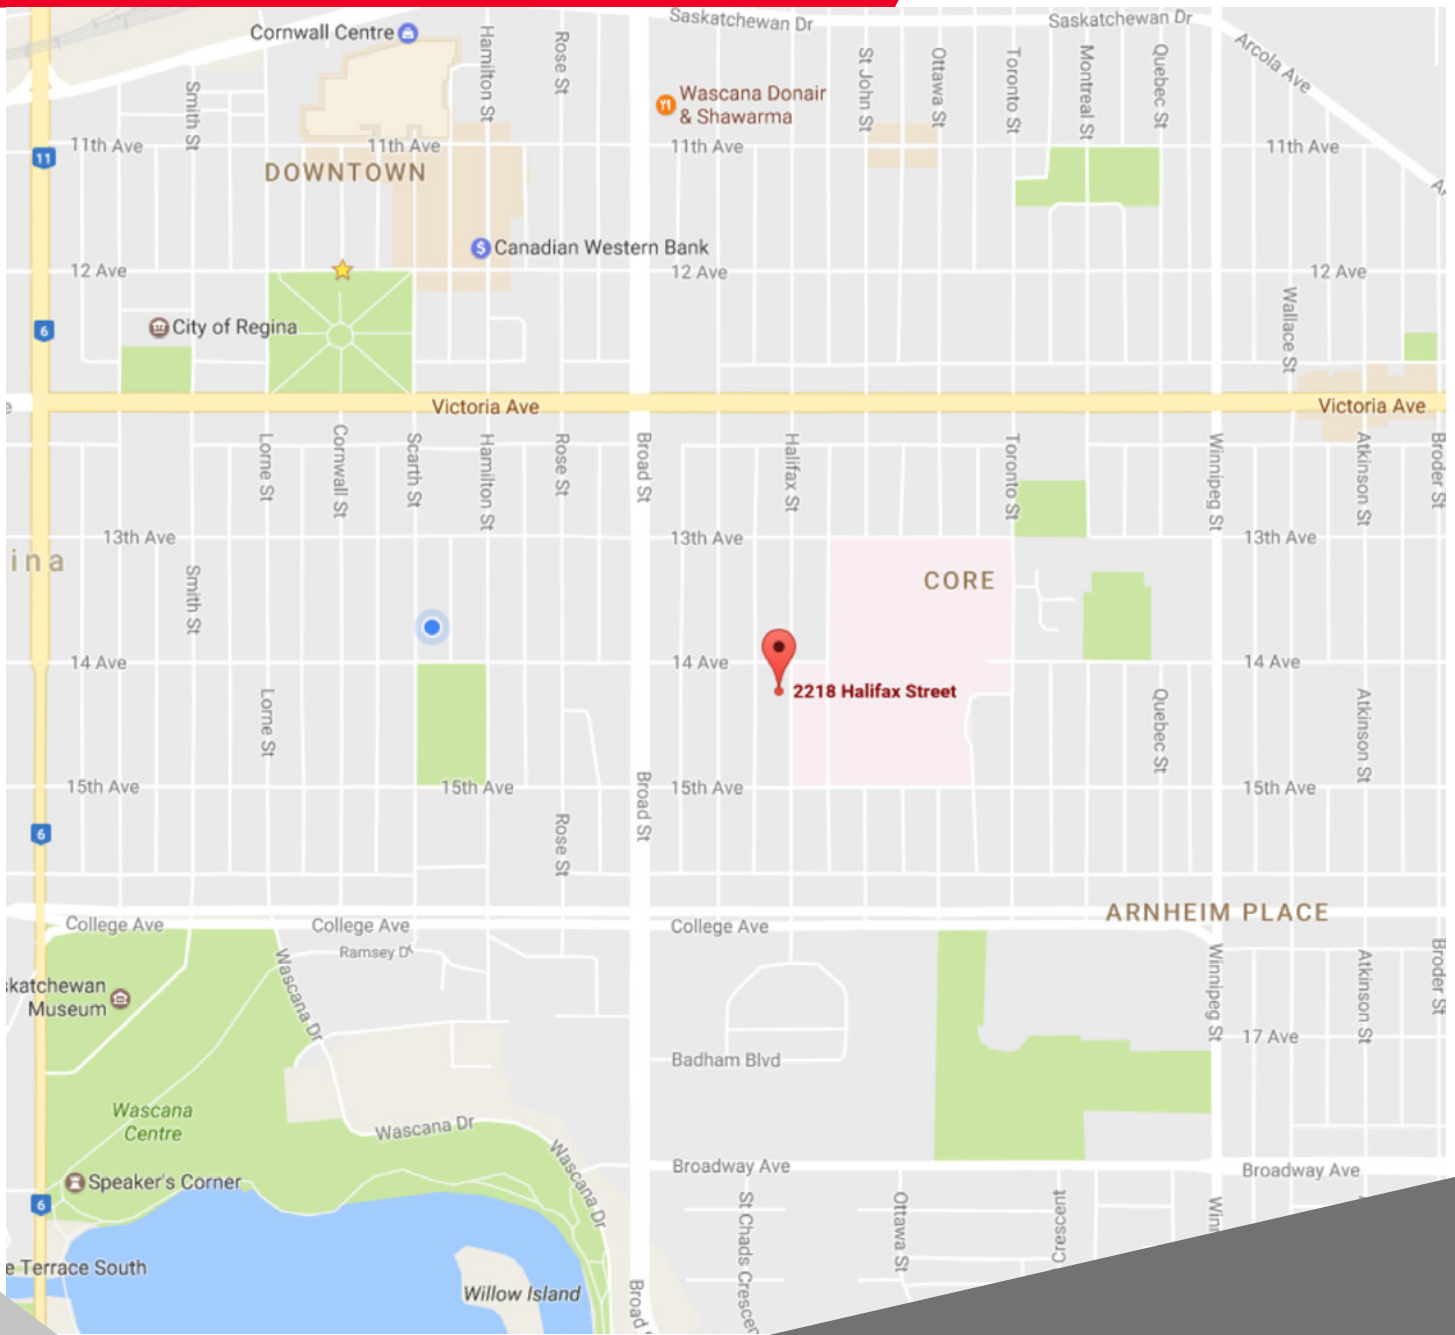 Saskatchewan Dr
Saskatchewan Dr
Cornwall Centre
Hamilton St
Rose St
Arcola Ave
St John St
Ottawa St
Toronto St
Montreal St
Quebec St
Smith St
Wascana Donair
& Shawarma
11th Ave
11th Ave
11th Ave
11th Ave
11
DOWNTOWN
Canadian Western Bank
12 Ave
12 Ave
12 Ave
Wallace St
City of Regina
6
Victoria Ave
Victoria Ave
Lorne St
Cornwall St
Scarth St
Hamilton St
Rose St
Broad St
Halifax St
Toronto St
Winnipeg St
Atkinson St
Broder St
13th Ave
13th Ave
13th Ave
ina
CORE
Smith St
14 Ave
14 Ave
14 Ave
2218 Halifax Street
Lorne St
Quebec St
Atkinson St
15th Ave
15th Ave
15th Ave
15th Ave
Broad St
Rose St
6
ARNHEIM PLACE
College Ave
College Ave
College Ave
Ramsey D
Wascana Dr
Winnipeg St
Atkinson St
Broder St
skatchewan
Museum
17 Ave
Badham Blvd
Wascana
Centre
Wascana Dr
Wascana Dr
Broadway Ave
Broadway Ave
Speaker's Corner
6
St Chads Crescer
Ottawa St
Crescent
Winr
e Terrace South
Willow Island
Broad